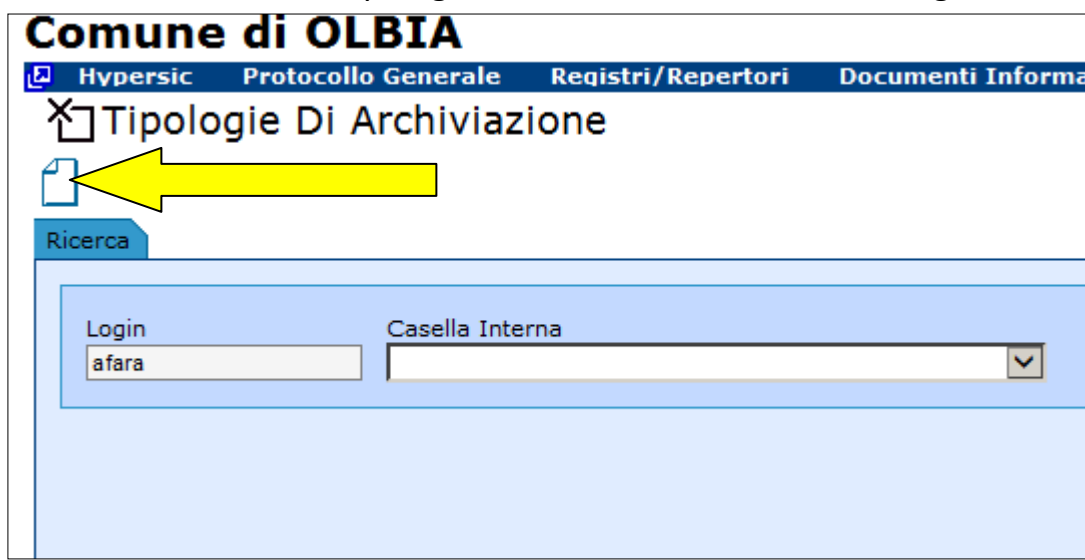 Comune di OLBIA
Hypersic Protocollo Generale Registri/Repertori Documenti Informa
Tipologie Di Archiviazione
Ricerca
Login Casella Interna
afara